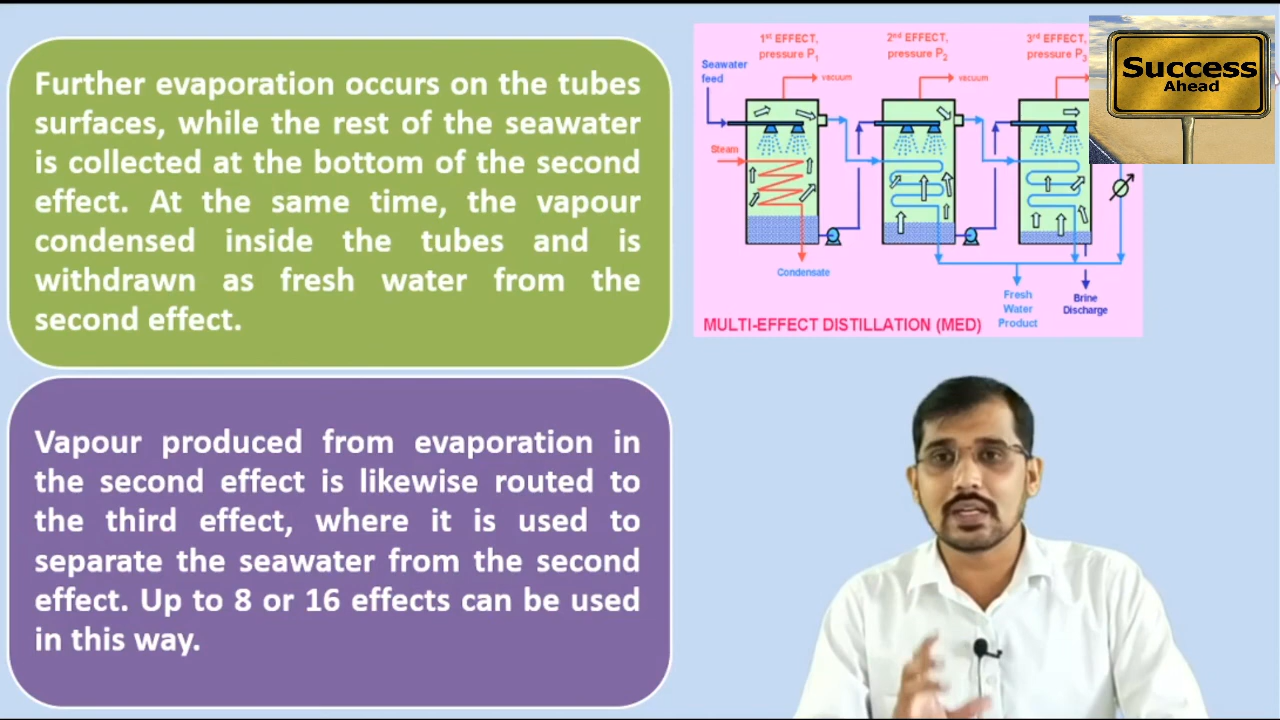 Further evaporation occurs on the tubes
surfaces, while the rest of the seawater
is collected at the bottom of the second
effect. At the same time, the vapour
condensed inside the tubes and is
withdrawn as fresh water from the
second effect.
Vapour produced from evaporation in
the second effect is likewise routed to
the third effect, where it is used to
separate the seawater from the second
effect. Up to 8 or 16 effects can be used
in this way.
1st EFFECT,
pressure P1
2nd EFFECT,
pressure P2
3rd EFFECT,
pressure P3
Seawater
feed
vacuum
vacuum
Steam
Condensate
Fresh
Water
Product
Brine
Discharge
MULTI-EFFECT DISTILLATION (MED)
Success
Ahead